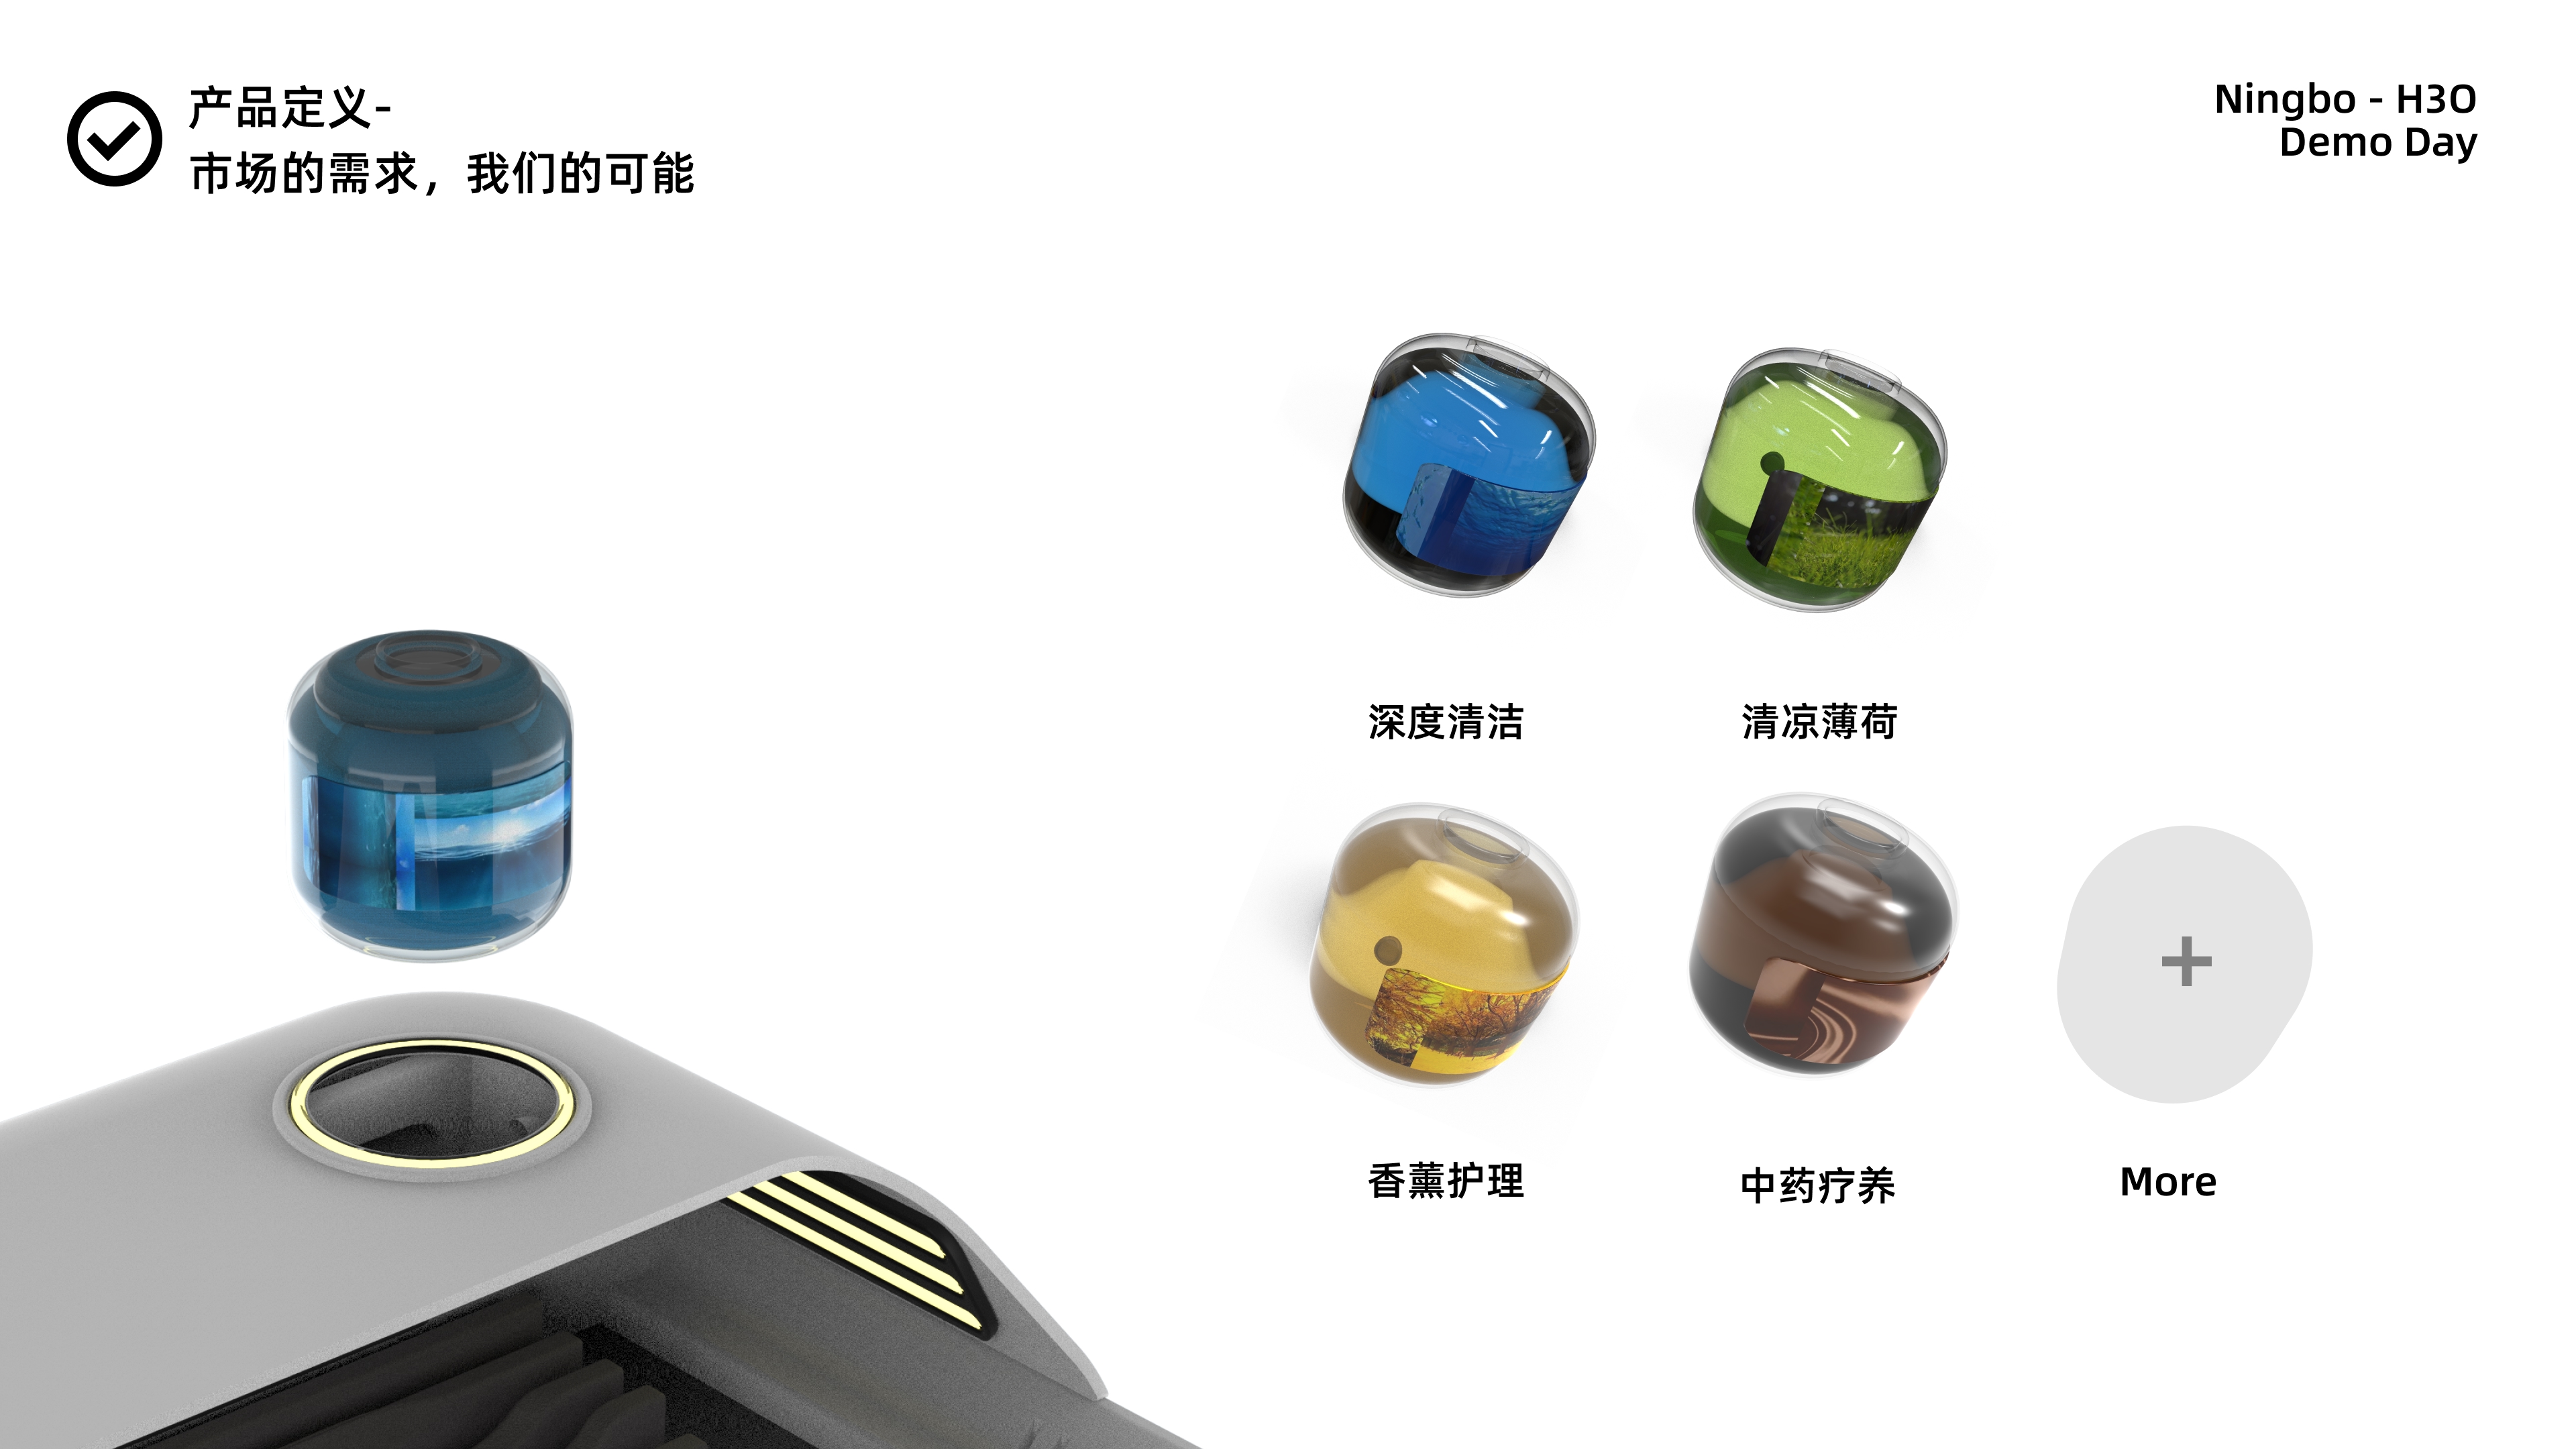 产品定义-
市场的需求，我们的可能
Ningbo - H3O
Demo Day
深度清洁
清凉薄荷
香薰护理
中药疗养
More